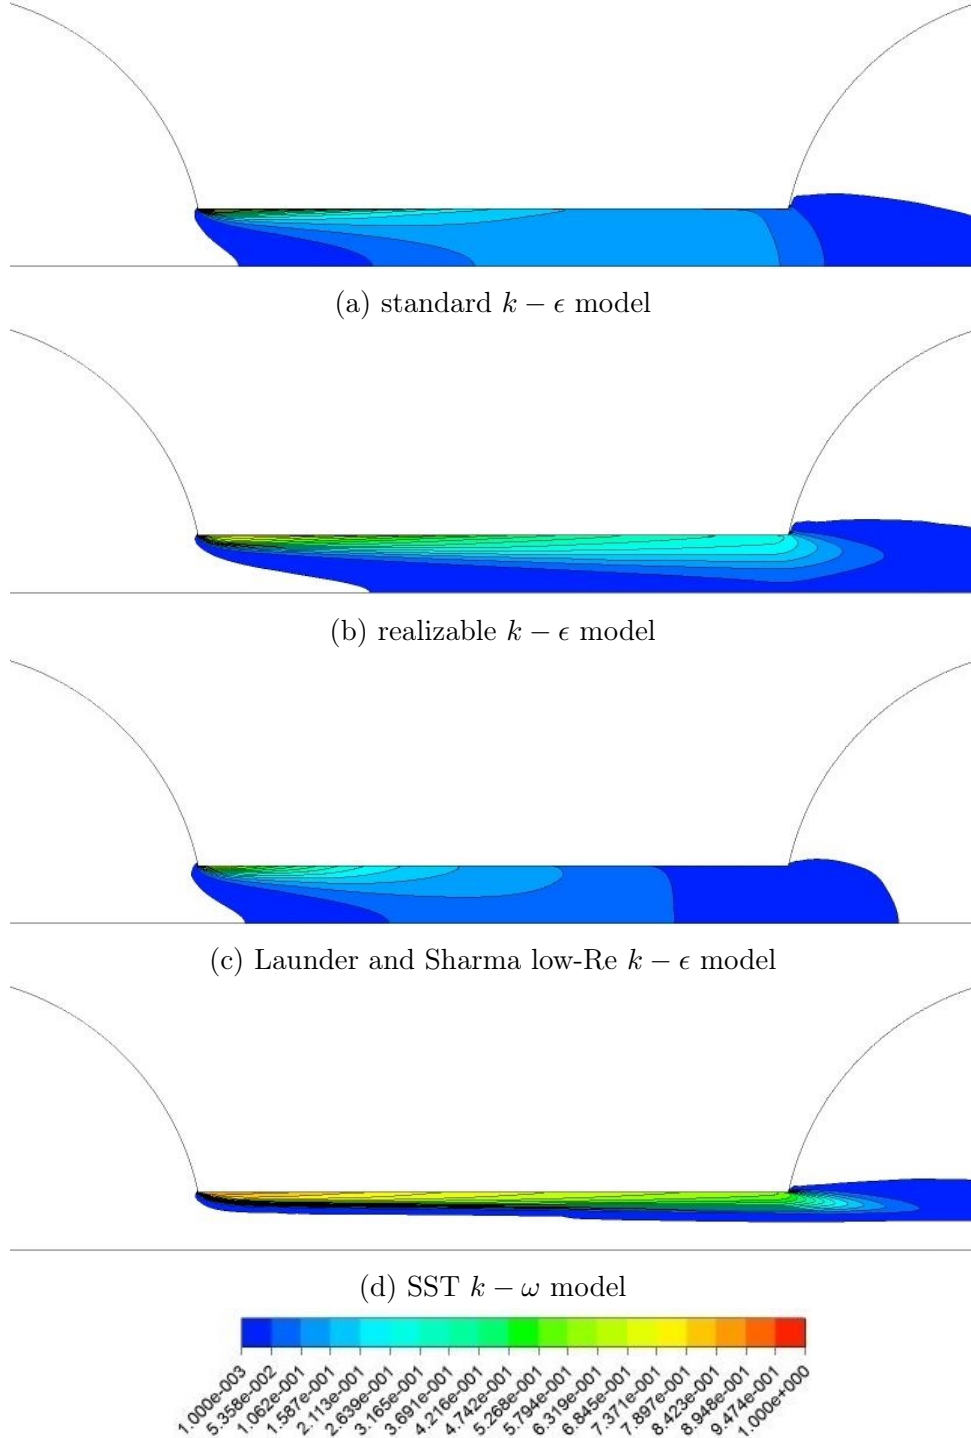 (a) standard k − ϵ model
(b) realizable k − ϵ model
(c) Launder and Sharma low-Re k − ϵ model
(d) SST k − ω model
1.000e-003
5.358e-002
1.062e-001
1.587e-001
2.113e-001
2.639e-001
3.165e-001
3.691e-001
4.216e-001
4.742e-001
5.268e-001
5.794e-001
6.319e-001
6.845e-001
7.371e-001
7.897e-001
8.423e-001
8.948e-001
9.474e-001
1.000e+000